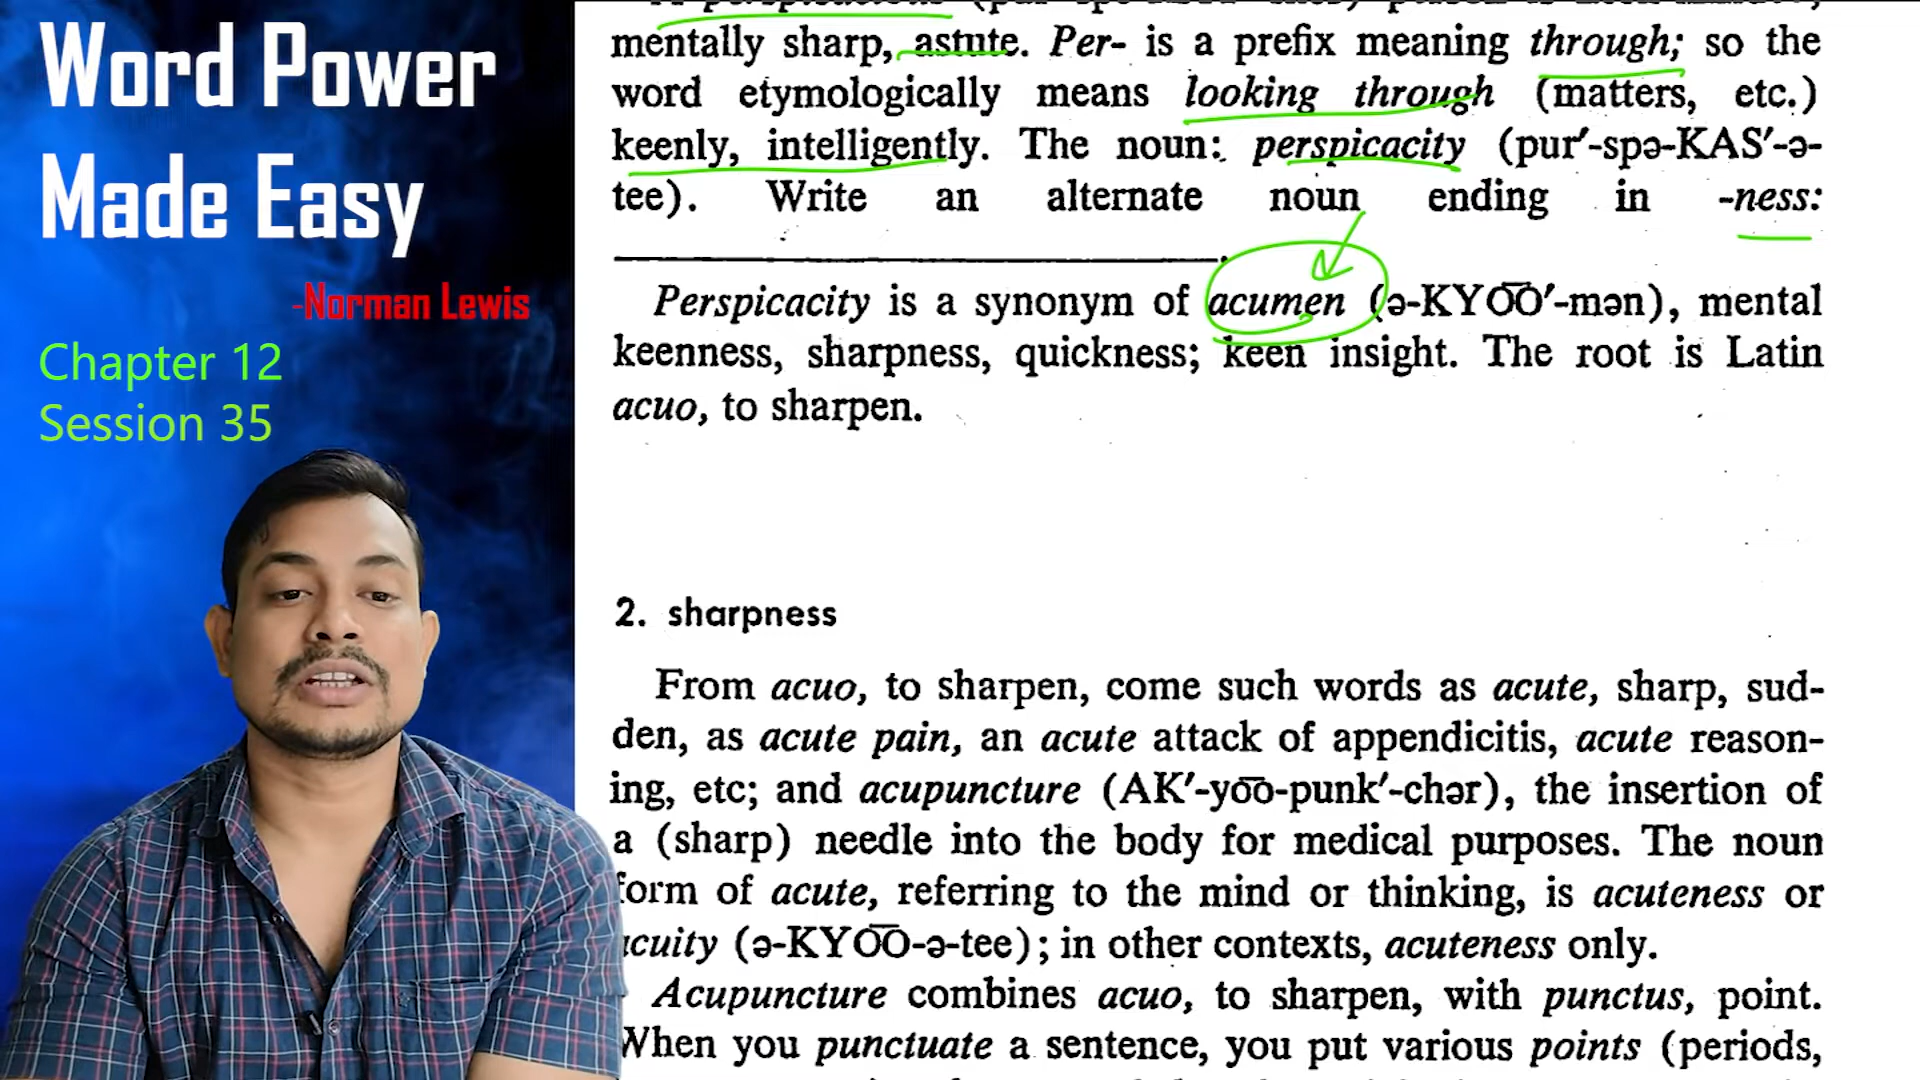 Word Power
Made Easy
-Norman Lewis
Chapter 12
Session 35
mentally sharp, astute. Per- is a prefix meaning through; so the
word etymologically means looking through (matters, etc.)
keenly, intelligently. The noun: perspicacity (pur′-spə-KAS′-ə-
tee). Write an alternate noun ending in -ness:
Perspicacity is a synonym of acumen (ə-KYO͞O′-mən), mental
keenness, sharpness, quickness; keen insight. The root is Latin
acuo, to sharpen.
2. sharpness
From acuo, to sharpen, come such words as acute, sharp, sud-
den, as acute pain, an acute attack of appendicitis, acute reason-
ing, etc; and acupuncture (AK′-yo͞o-punk′-chər), the insertion of
a (sharp) needle into the body for medical purposes. The noun
form of acute, referring to the mind or thinking, is acuteness or
acuity (ə-KYO͞O-ə-tee); in other contexts, acuteness only.
Acupuncture combines acuo, to sharpen, with punctus, point.
When you punctuate a sentence, you put various points (periods,